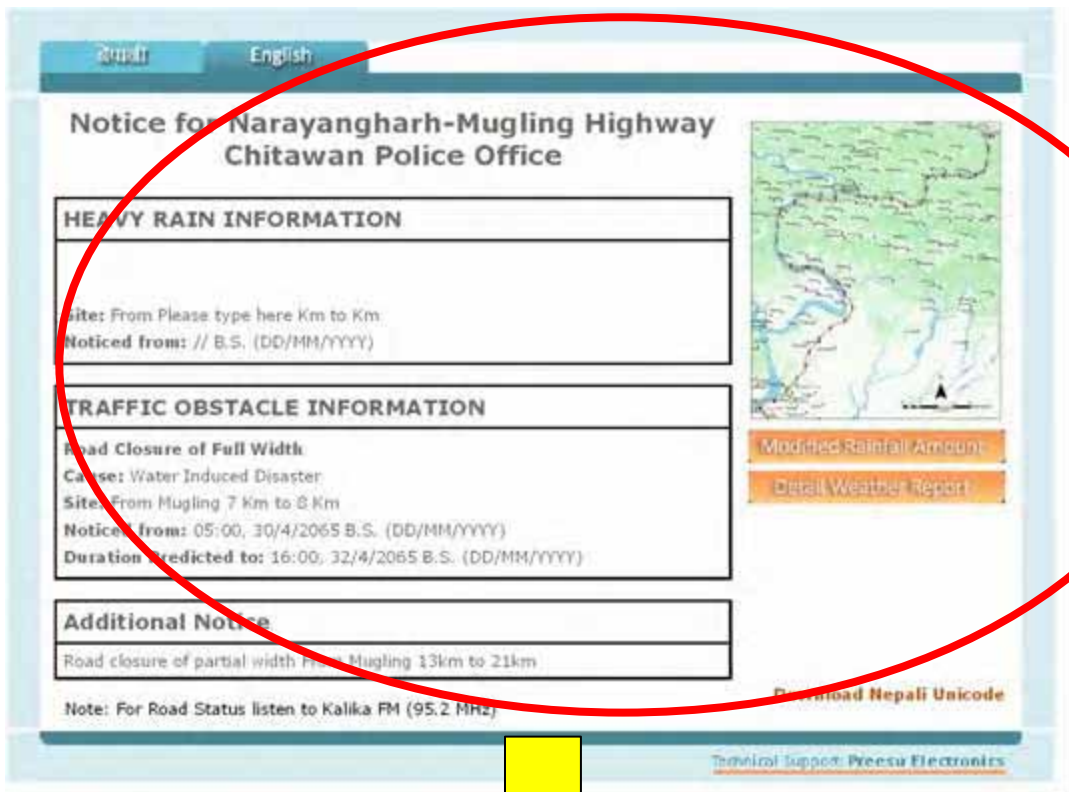 नेपाली English
Notice for Narayangharh-Mugling Highway
Chitawan Police Office
HEAVY RAIN INFORMATION
Site: From Please type here Km to Km
Noticed from: // B.S. (DD/MM/YYYY)
TRAFFIC OBSTACLE INFORMATION
Road Closure of Full Width
Cause: Water Induced Disaster
Site: From Mugling 7 Km to 8 Km
Noticed from: 05:00, 30/4/2065 B.S. (DD/MM/YYYY)
Duration Predicted to: 16:00, 32/4/2065 B.S. (DD/MM/YYYY)
Additional Notice
Road closure of partial width From Mugling 13km to 21km
Note: For Road Status listen to Kalika FM (95.2 MHz)
Modified Rainfall Amount
Detail Weather Report
Download Nepali Unicode
Technical Support: Preesu Electronics